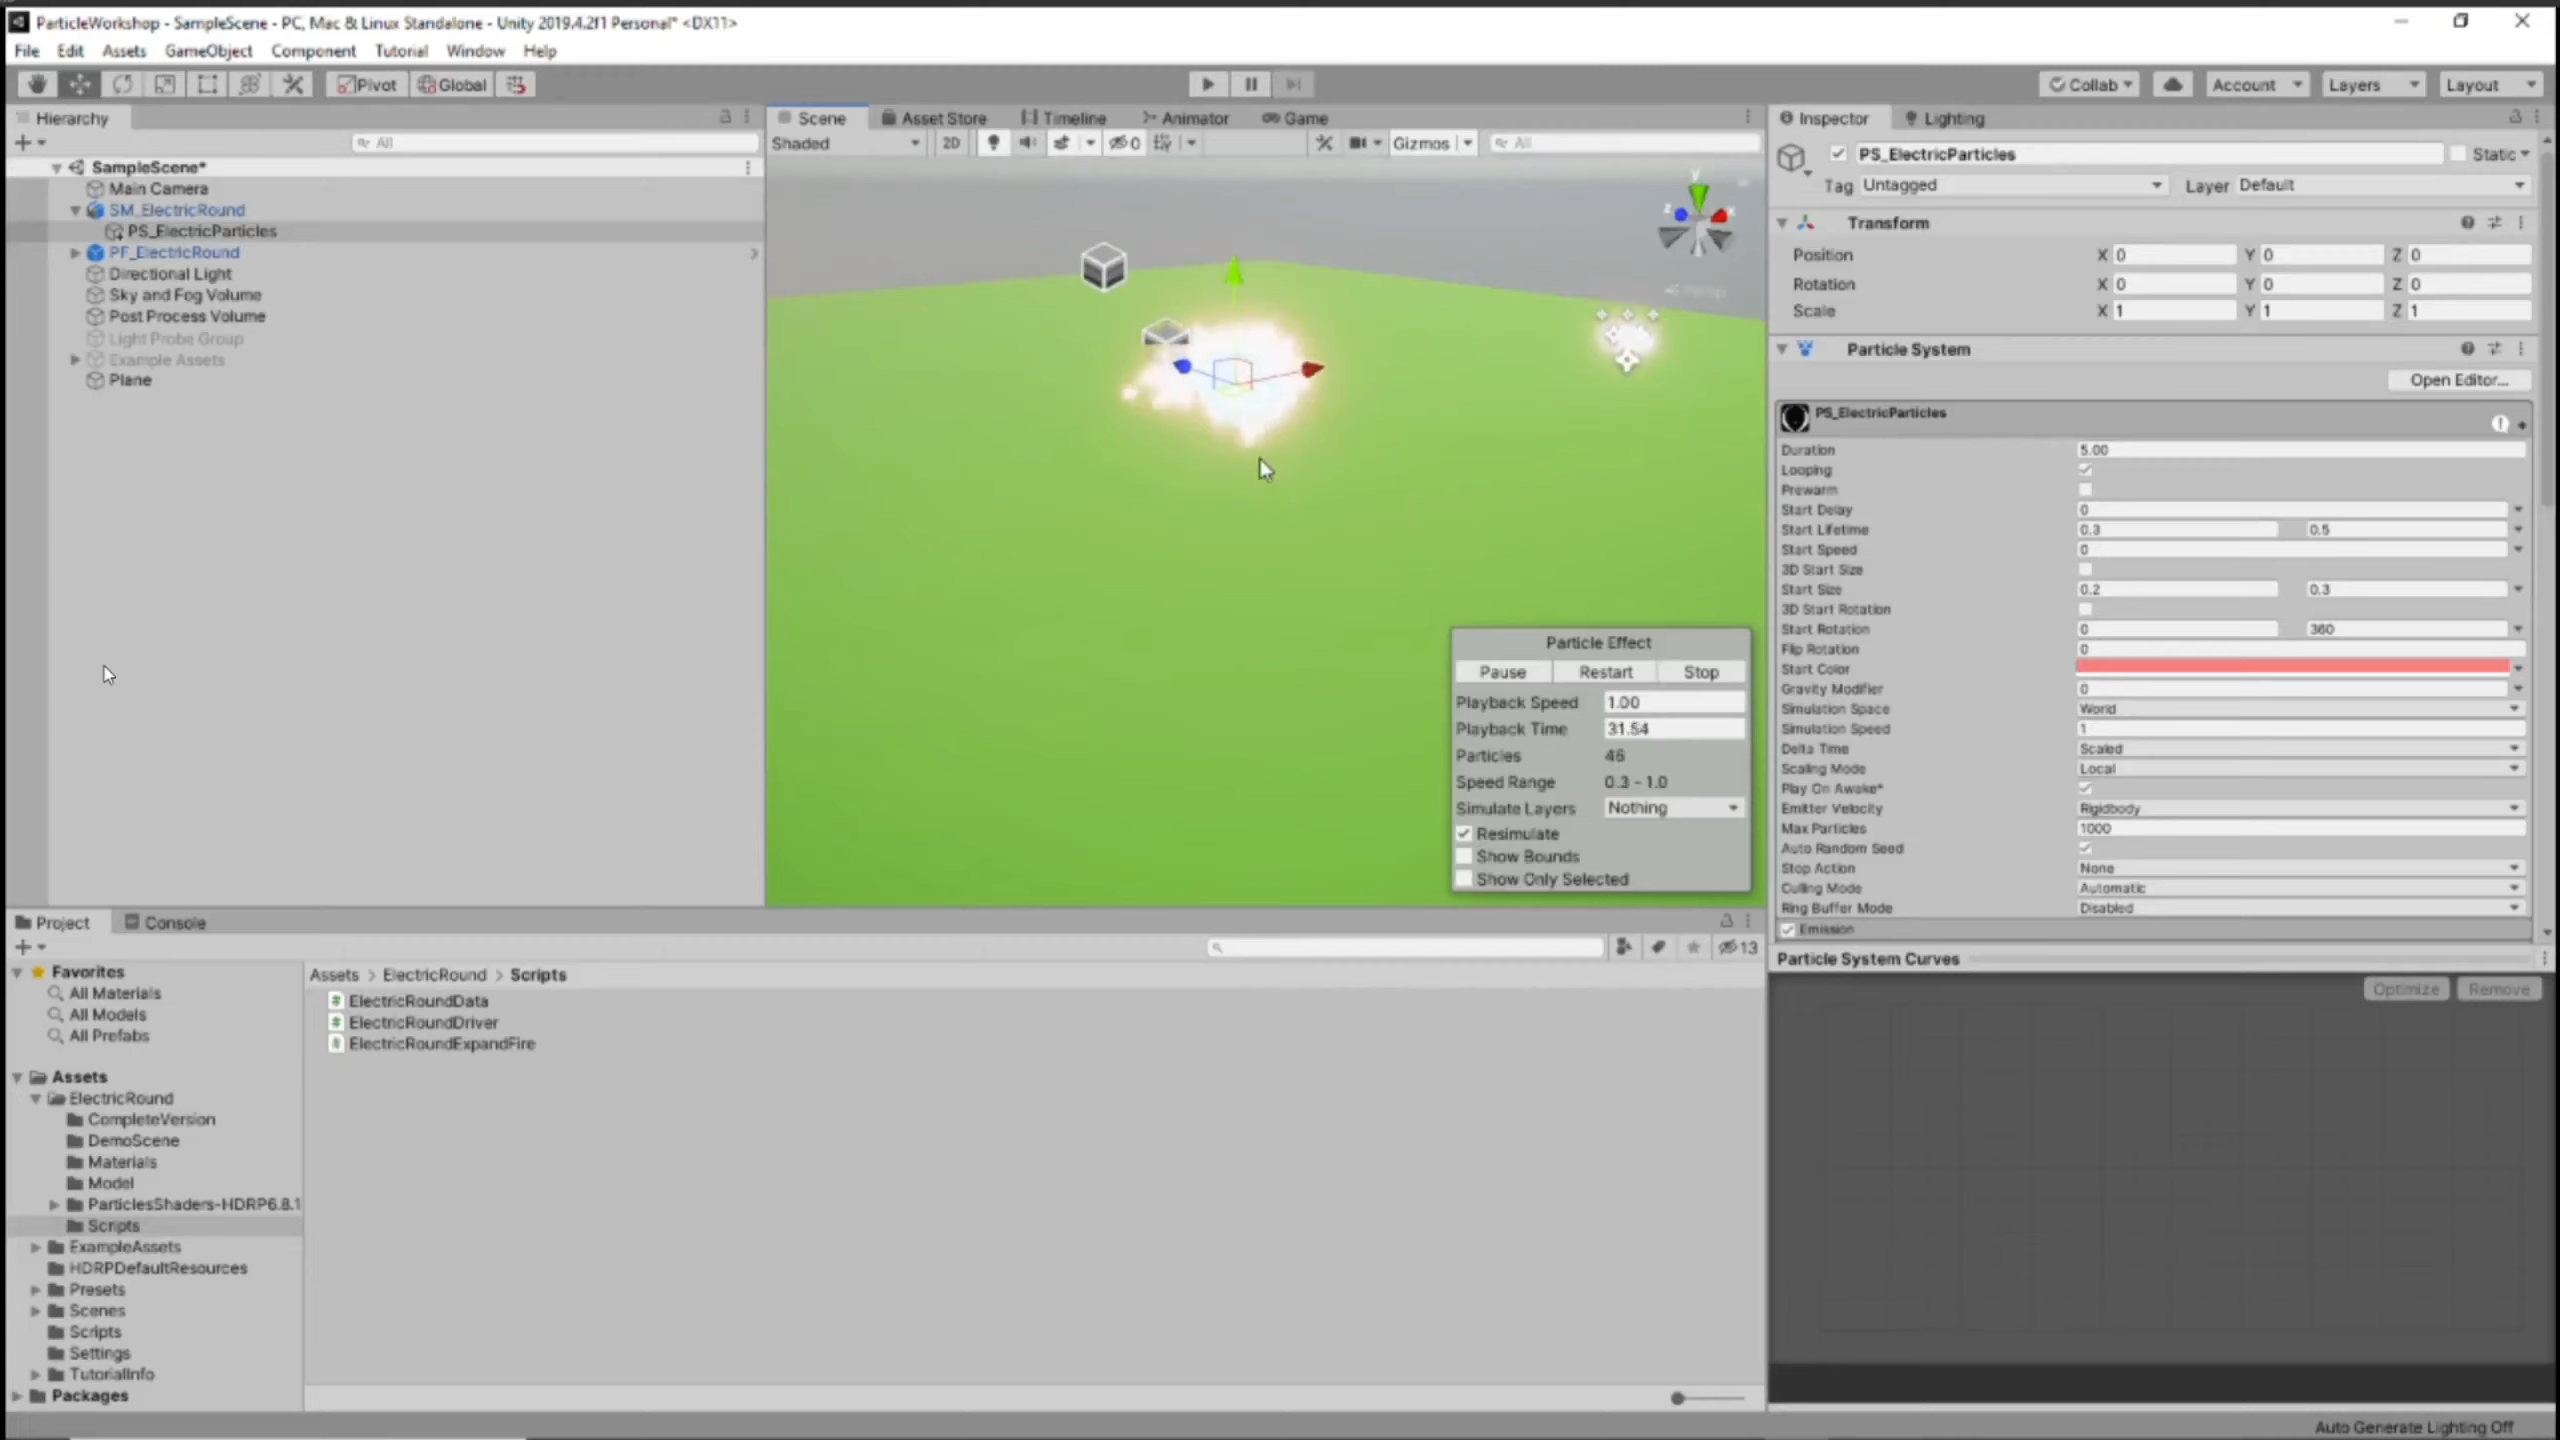 ParticleWorkshop - SampleScene - PC, Mac & Linux Standalone - Unity 2019.4.2f1 Personal* <DX11>
File Edit Assets GameObject Component Tutorial Window Help
Pivot Global Collab Account Layers Layout
Hierarchy
All
SampleScene*
Main Camera
SM_ElectricRound
PS_ElectricParticles
PF_ElectricRound
Directional Light
Sky and Fog Volume
Post Process Volume
Light Probe Group
Example Assets
Plane
Scene Asset Store Timeline Animator Game
Shaded 2D 0 Gizmos All
y
z x
Persp
Particle Effect
Pause Restart Stop
Playback Speed 1.00
Playback Time 31.54
Particles 46
Speed Range 0.3 - 1.0
Simulate Layers Nothing
Resimulate
Show Bounds
Show Only Selected
Inspector Lighting
PS_ElectricParticles Static
Tag Untagged Layer Default
Transform
Position X 0 Y 0 Z 0
Rotation X 0 Y 0 Z 0
Scale X 1 Y 1 Z 1
Particle System
Open Editor...
PS_ElectricParticles
Duration 5.00
Looping
Prewarm
Start Delay 0
Start Lifetime 0.3 0.5
Start Speed 0
3D Start Size
Start Size 0.2 0.3
3D Start Rotation
Start Rotation 0 360
Flip Rotation 0
Start Color
Gravity Modifier 0
Simulation Space World
Simulation Speed 1
Delta Time Scaled
Scaling Mode Local
Play On Awake*
Emitter Velocity Rigidbody
Max Particles 1000
Auto Random Seed
Stop Action None
Culling Mode Automatic
Ring Buffer Mode Disabled
Emission
Particle System Curves
Optimize Remove
Project Console
13
Favorites
All Materials
All Models
All Prefabs
Assets
ElectricRound
CompleteVersion
DemoScene
Materials
Model
ParticlesShaders-HDRP6.8.1
Scripts
ExampleAssets
HDRPDefaultResources
Presets
Scenes
Scripts
Settings
TutorialInfo
Packages
Assets > ElectricRound > Scripts
ElectricRoundData
ElectricRoundDriver
ElectricRoundExpandFire
Auto Generate Lighting Off